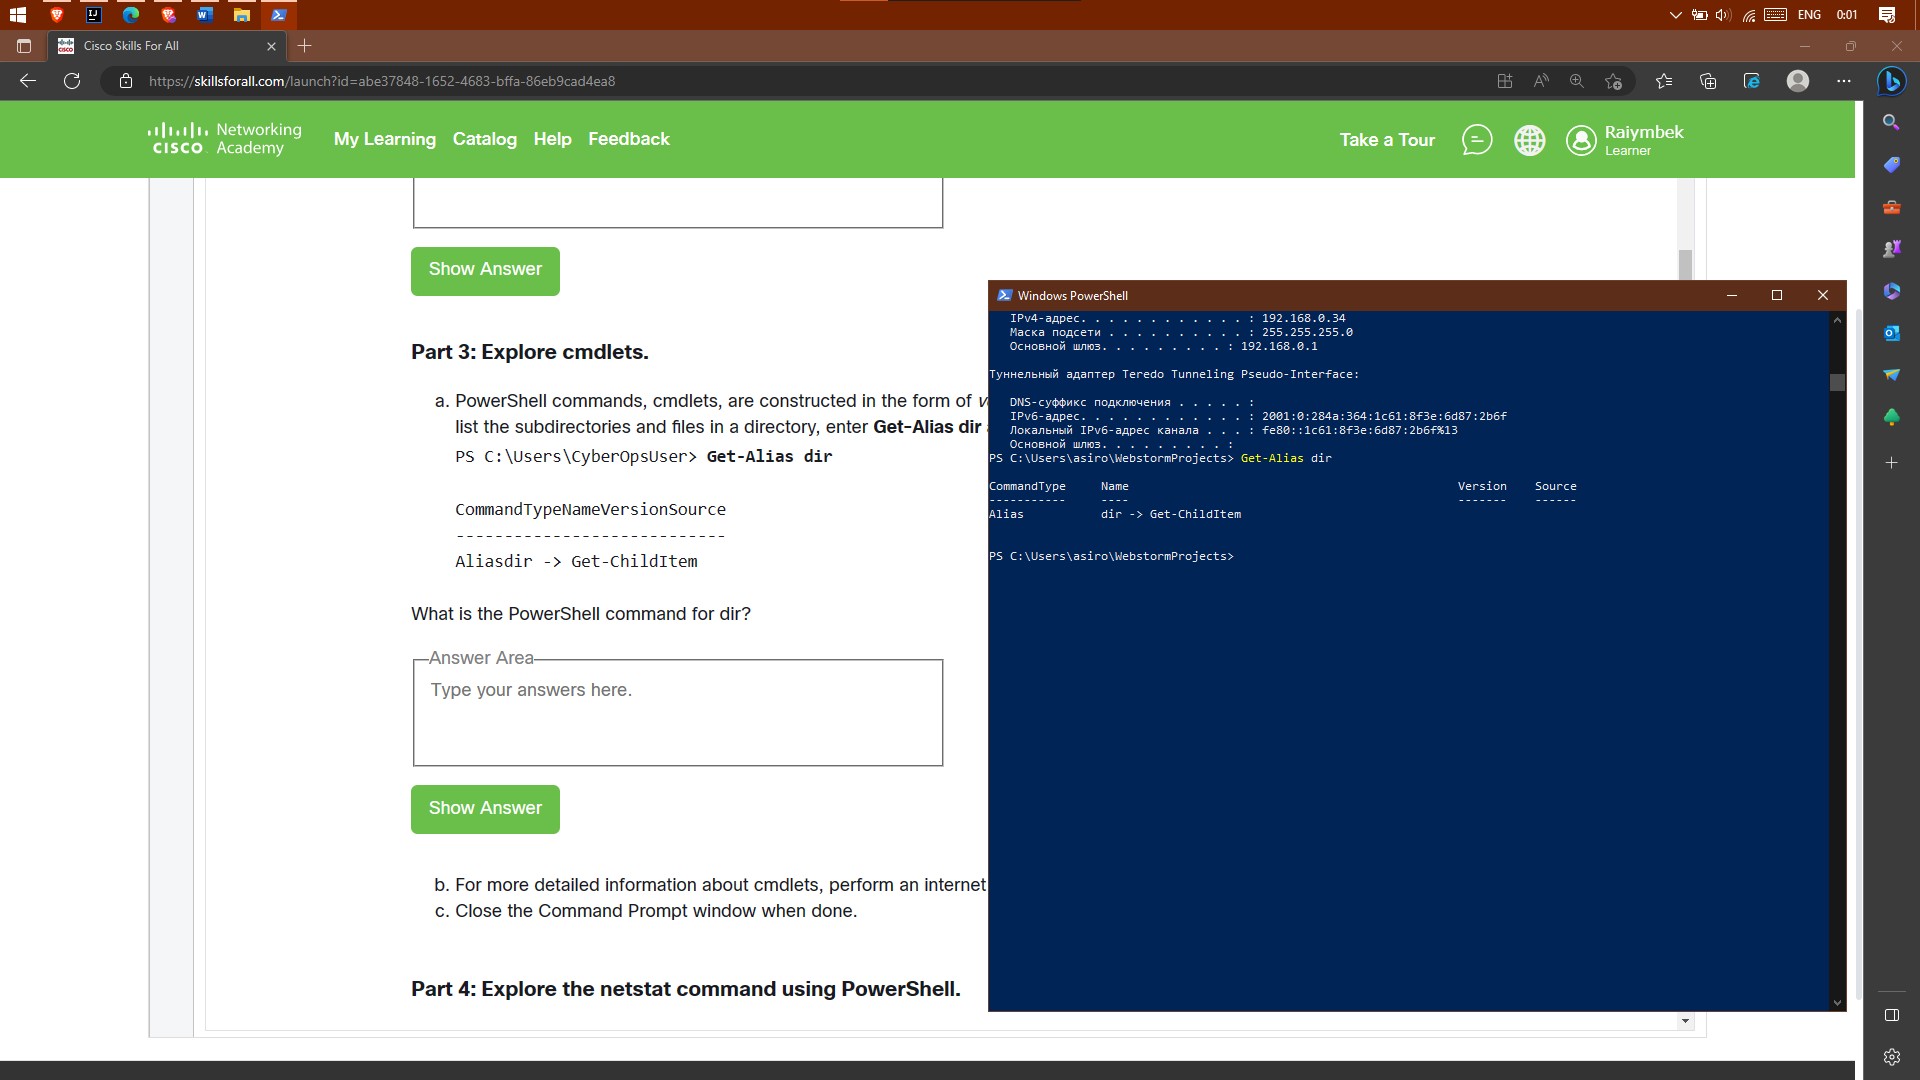 ENG
0:01
Cisco Skills For All
https://skillsforall.com/launch?id=abe37848-1652-4683-bffa-86eb9cad4ea8
Networking
CISCO Academy
My Learning
Catalog
Help
Feedback
Take a Tour
Raiymbek
Learner
Show Answer
Part 3: Explore cmdlets.
a. PowerShell commands, cmdlets, are constructed in the form of
list the subdirectories and files in a directory, enter Get-Alias dir
PS C:\Users\CyberOpsUser> Get-Alias dir
CommandTypeNameVersionSource
----------------------------
Aliasdir -> Get-ChildItem
What is the PowerShell command for dir?
Answer Area
Type your answers here.
Show Answer
b. For more detailed information about cmdlets, perform an internet
c. Close the Command Prompt window when done.
Part 4: Explore the netstat command using PowerShell.
Windows PowerShell
IPv4-адрес. . . . . . . . . . . . : 192.168.0.34
Маска подсети . . . . . . . . . . : 255.255.255.0
Основной шлюз. . . . . . . . . : 192.168.0.1
Туннельный адаптер Teredo Tunneling Pseudo-Interface:
DNS-суффикс подключения . . . . . :
IPv6-адрес. . . . . . . . . . . . : 2001:0:284a:364:1c61:8f3e:6d87:2b6f
Локальный IPv6-адрес канала . . . : fe80::1c61:8f3e:6d87:2b6f%13
Основной шлюз. . . . . . . . . :
PS C:\Users\asiro\WebstormProjects> Get-Alias dir
CommandType Name Version Source
----------- ---- ------- ------
Alias dir -> Get-ChildItem
PS C:\Users\asiro\WebstormProjects>